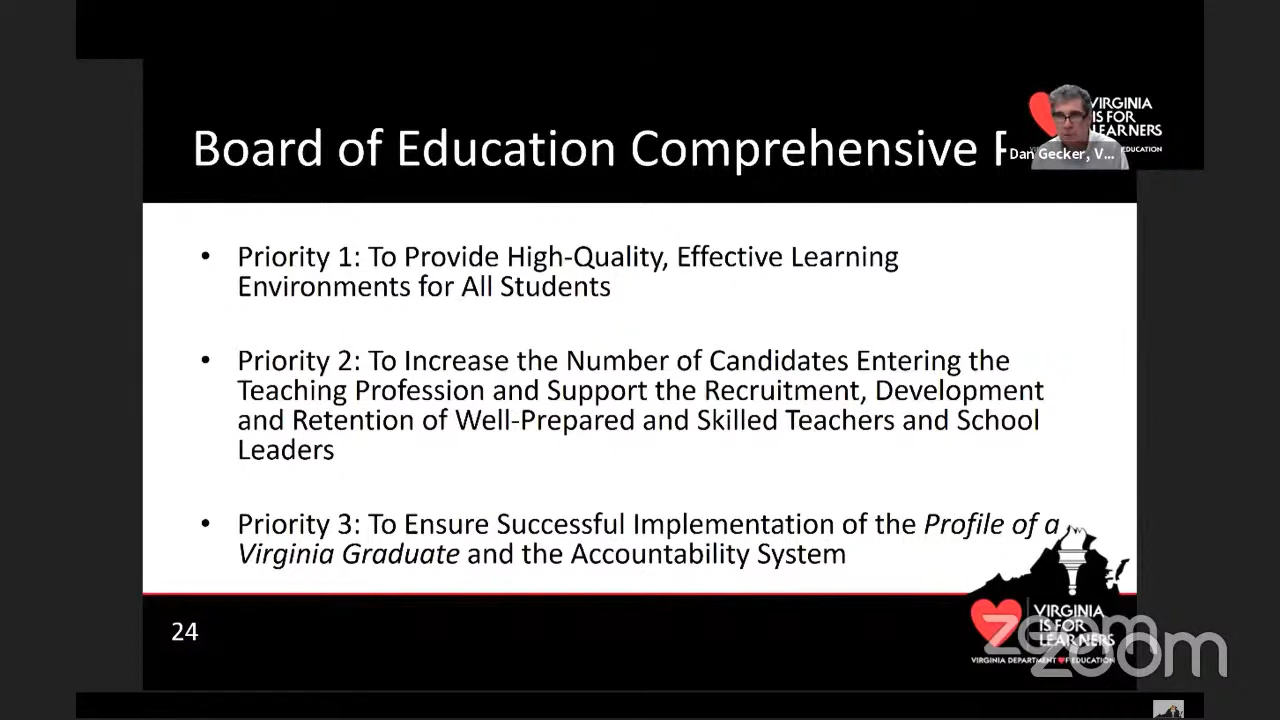 VIRGINIA
IS FOR
LEARNERS
EDUCATION
Dan Gecker, V...
Board of Education Comprehensive
• Priority 1: To Provide High-Quality, Effective Learning
Environments for All Students
• Priority 2: To Increase the Number of Candidates Entering the
Teaching Profession and Support the Recruitment, Development
and Retention of Well-Prepared and Skilled Teachers and School
Leaders
• Priority 3: To Ensure Successful Implementation of the Profile of a
Virginia Graduate and the Accountability System
24
VIRGINIA
IS FOR
LEARNERS
VIRGINIA DEPARTMENT OF EDUCATION
zoom
zoom